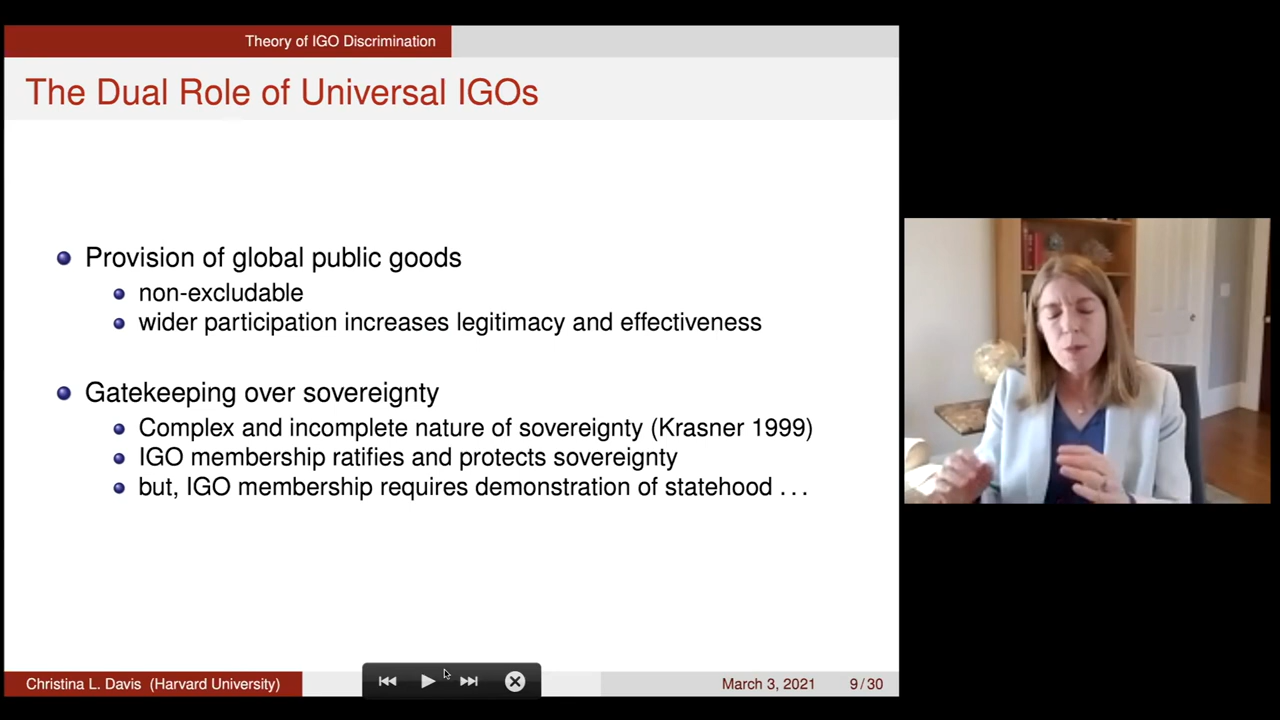 Theory of IGO Discrimination
The Dual Role of Universal IGOs
Provision of global public goods
non-excludable
wider participation increases legitimacy and effectiveness
Gatekeeping over sovereignty
Complex and incomplete nature of sovereignty (Krasner 1999)
IGO membership ratifies and protects sovereignty
but, IGO membership requires demonstration of statehood . . .
Christina L. Davis (Harvard University)
March 3, 2021 9 / 30